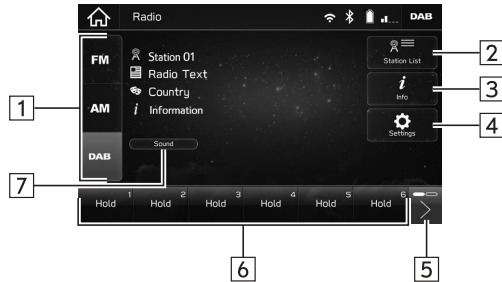 Radio DAB
FM
AM
DAB
Station 01
Radio Text
Country
i Information
Sound
Station List
i
Info
Settings
1 2 3 4 5 6
Hold Hold Hold Hold Hold Hold
>
1
2
3
4
5
6
7